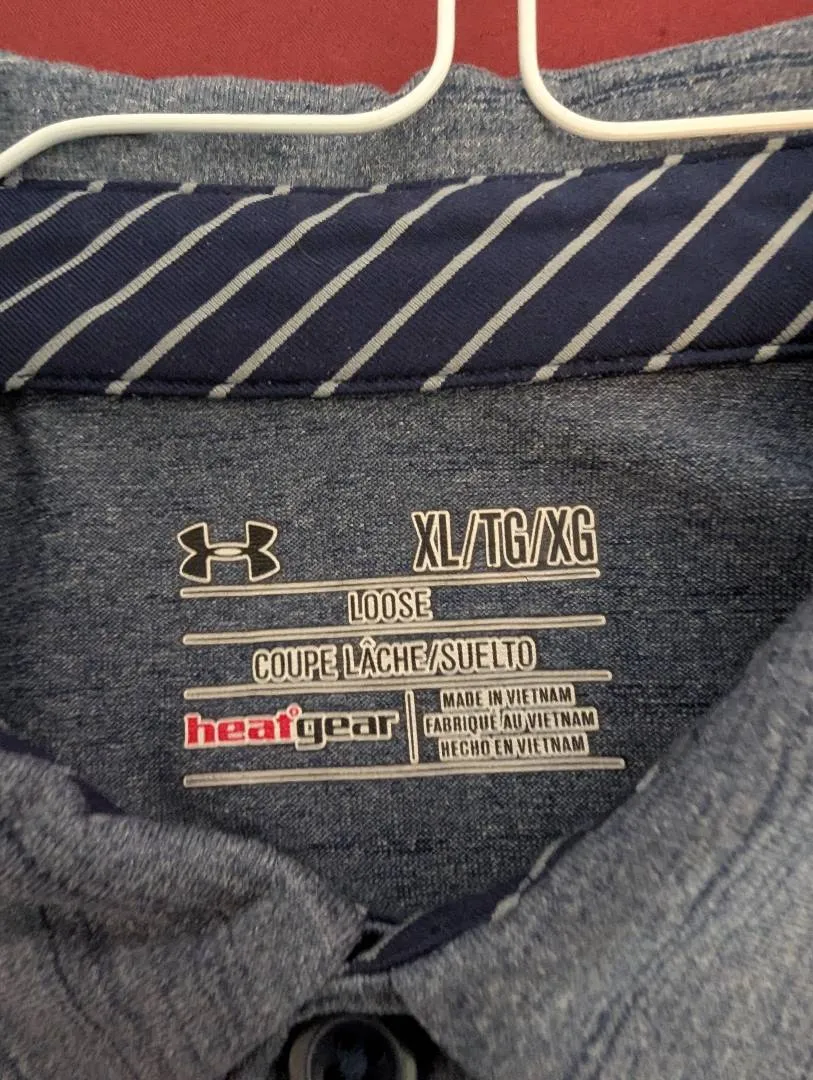 XL/TG/XG
LOOSE
COUPE LÂCHE/SUELTO
heatgear
MADE IN VIETNAM
FABRIQUÉ AU VIETNAM
HECHO EN VIETNAM